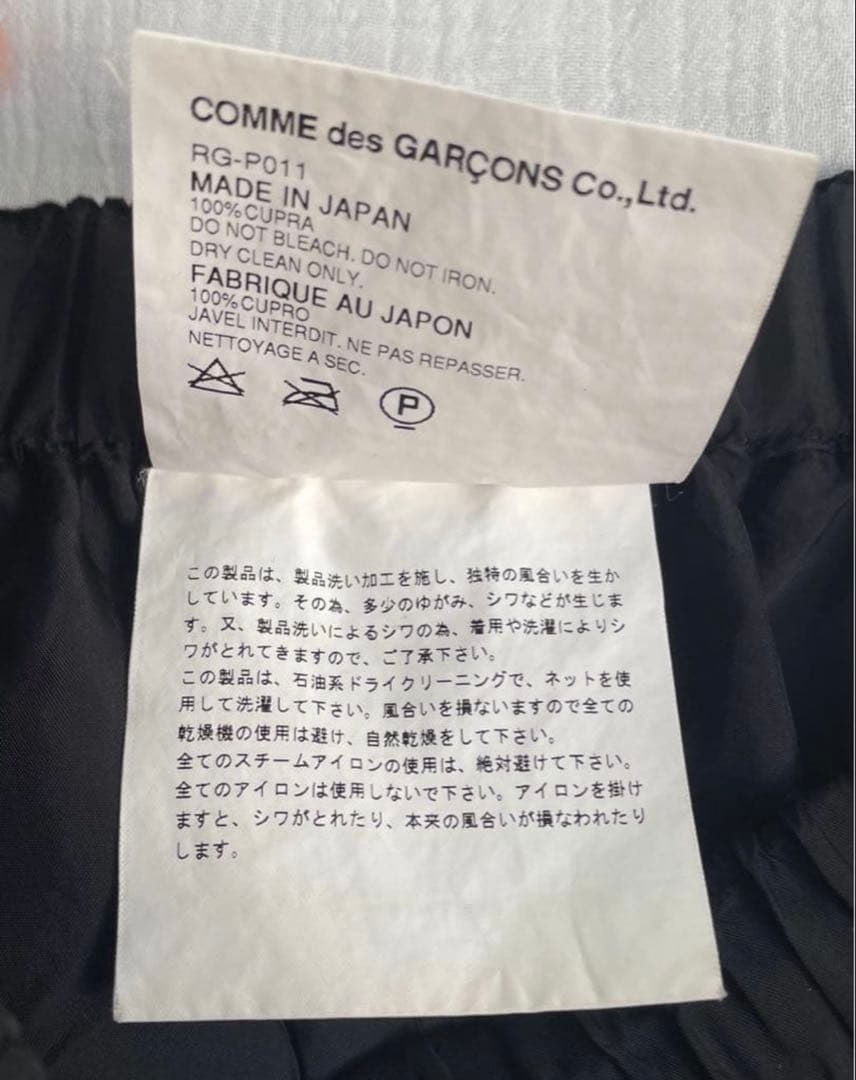 COMME des GARÇONS Co.,Ltd.
RG-P011
MADE IN JAPAN
100%CUPRA
DO NOT BLEACH. DO NOT IRON.
DRY CLEAN ONLY.
FABRIQUE AU JAPON
100%CUPRO
JAVEL INTERDIT. NE PAS REPASSER.
NETTOYAGE A SEC.
P
この製品は、製品洗い加工を施し、独特の風合いを生か
しています。その為、多少のゆがみ、シワなどが生じま
す。又、製品洗いによるシワの為、着用や洗濯によりシ
ワがとれてきますので、ご了承下さい。
この製品は、石油系ドライクリーニングで、ネットを使
用して洗濯して下さい。風合いを損ないますので全ての
乾燥機の使用は避け、自然乾燥をして下さい。
全てのスチームアイロンの使用は、絶対避けて下さい。
全てのアイロンは使用しないで下さい。アイロンを掛け
ますと、シワがとれたり、本来の風合いが損なわれたり
します。